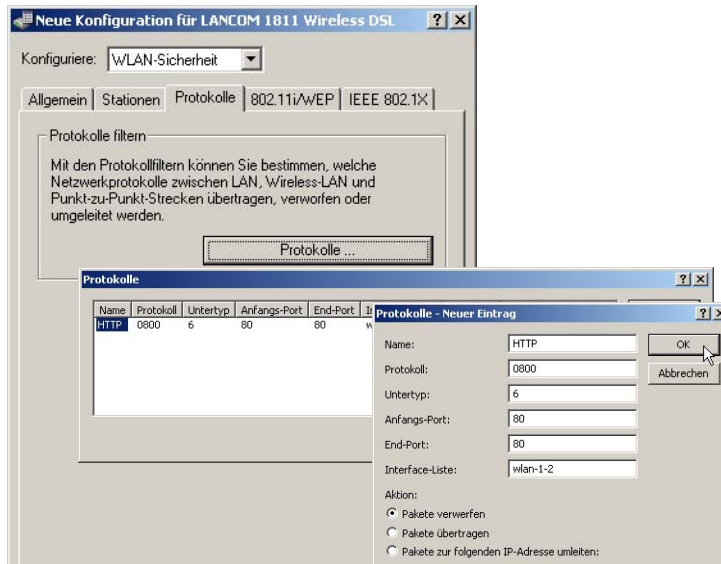 Neue Konfiguration für LANCOM 1811 Wireless DSL
Konfiguriere: WLAN-Sicherheit
Allgemein Stationen Protokolle 802.11i/WEP IEEE 802.1X
Protokolle filtern
Mit den Protokollfiltern können Sie bestimmen, welche
Netzwerkprotokolle zwischen LAN, Wireless-LAN und
Punkt-zu-Punkt-Strecken übertragen, verworfen oder
umgeleitet werden.
Protokolle ...
Protokolle
Name Protokoll Untertyp Anfangs-Port End-Port
HTTP 0800 6 80 80
Protokolle - Neuer Eintrag
Name: HTTP
OK
Protokoll: 0800
Abbrechen
Untertyp: 6
Anfangs-Port: 80
End-Port: 80
Interface-Liste: wlan-1-2
Aktion:
Pakete verwerfen
Pakete übertragen
Pakete zur folgenden IP-Adresse umleiten: